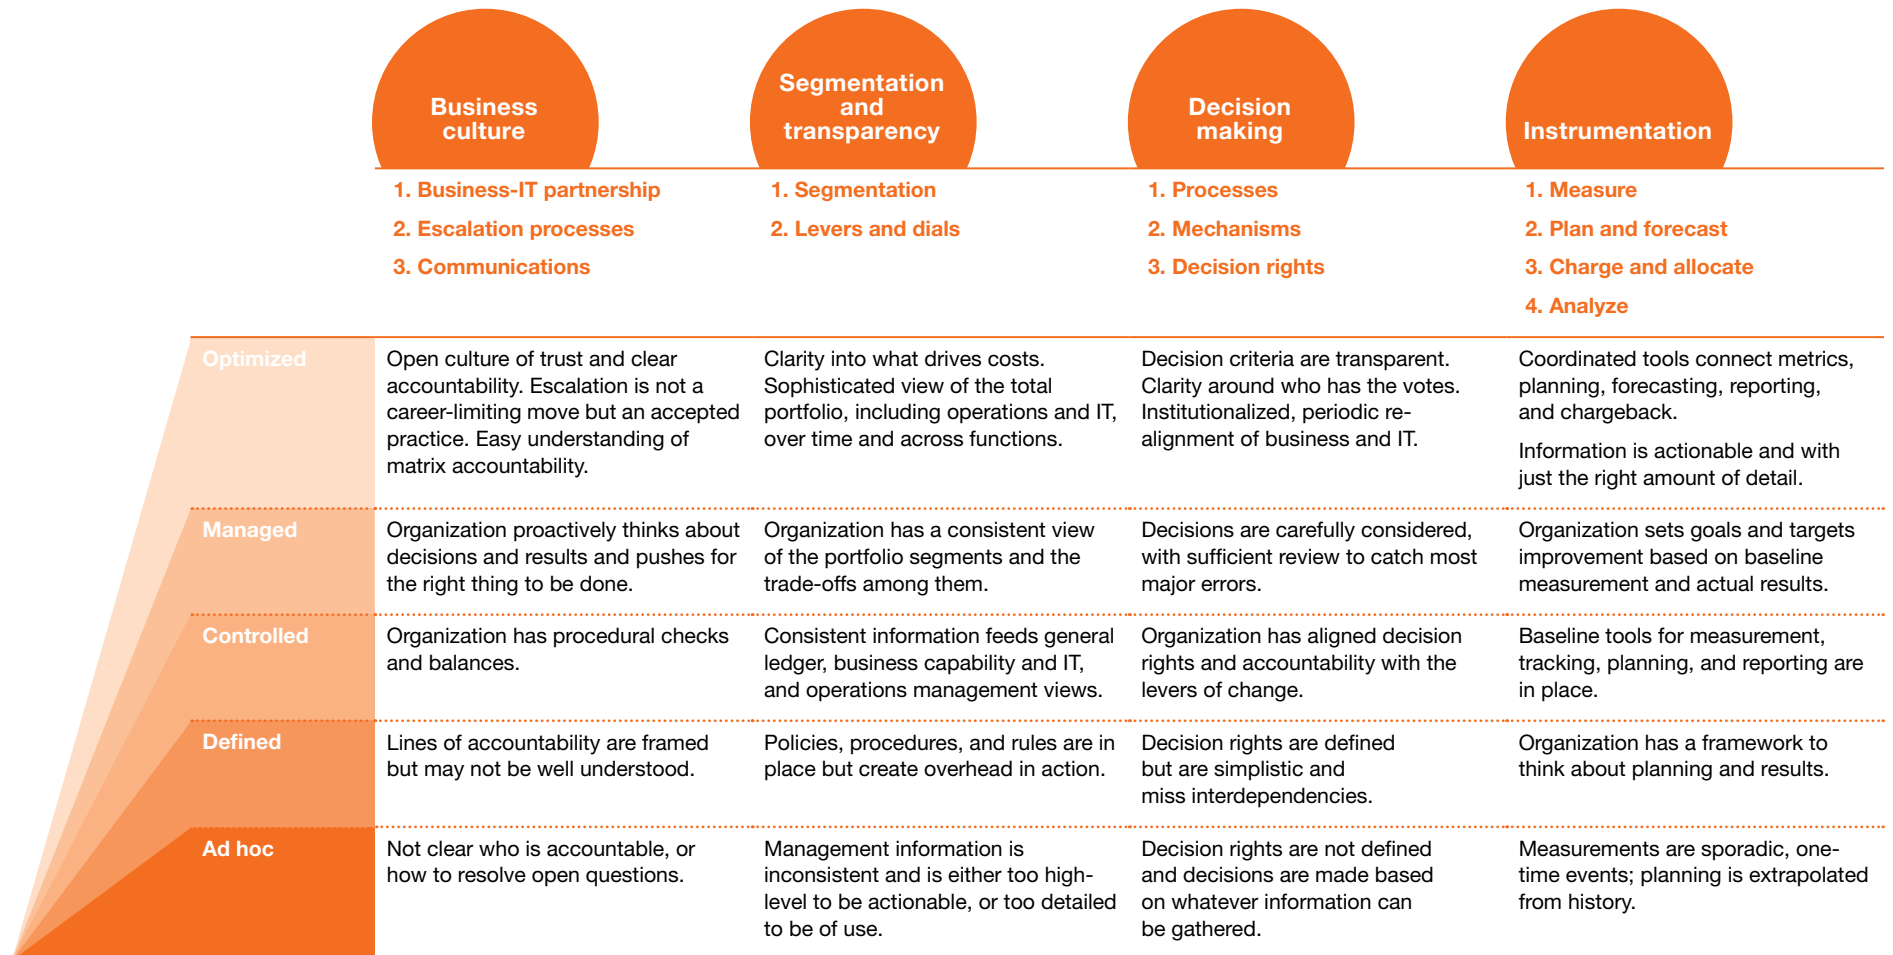 Business
culture
Segmentation
and
transparency
Decision
making
Instrumentation
1. Business-IT partnership
2. Escalation processes
3. Communications
1. Segmentation
2. Levers and dials
1. Processes
2. Mechanisms
3. Decision rights
1. Measure
2. Plan and forecast
3. Charge and allocate
4. Analyze
Optimized
Open culture of trust and clear
accountability. Escalation is not a
career-limiting move but an accepted
practice. Easy understanding of
matrix accountability.
Clarity into what drives costs.
Sophisticated view of the total
portfolio, including operations and IT,
over time and across functions.
Decision criteria are transparent.
Clarity around who has the votes.
Institutionalized, periodic re-
alignment of business and IT.
Coordinated tools connect metrics,
planning, forecasting, reporting,
and chargeback.
Information is actionable and with
just the right amount of detail.
Managed
Organization proactively thinks about
decisions and results and pushes for
the right thing to be done.
Organization has a consistent view
of the portfolio segments and the
trade-offs among them.
Decisions are carefully considered,
with sufficient review to catch most
major errors.
Organization sets goals and targets
improvement based on baseline
measurement and actual results.
Controlled
Organization has procedural checks
and balances.
Consistent information feeds general
ledger, business capability and IT,
and operations management views.
Organization has aligned decision
rights and accountability with the
levers of change.
Baseline tools for measurement,
tracking, planning, and reporting are
in place.
Defined
Lines of accountability are framed
but may not be well understood.
Policies, procedures, and rules are in
place but create overhead in action.
Decision rights are defined
but are simplistic and
miss interdependencies.
Organization has a framework to
think about planning and results.
Ad hoc
Not clear who is accountable, or
how to resolve open questions.
Management information is
inconsistent and is either too high-
level to be actionable, or too detailed
to be of use.
Decision rights are not defined
and decisions are made based
on whatever information can
be gathered.
Measurements are sporadic, one-
time events; planning is extrapolated
from history.